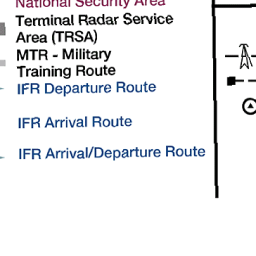 National Security Area
Terminal Radar Service
Area (TRSA)
MTR - Military
Training Route
IFR Departure Route
IFR Arrival Route
IFR Arrival/Departure Route